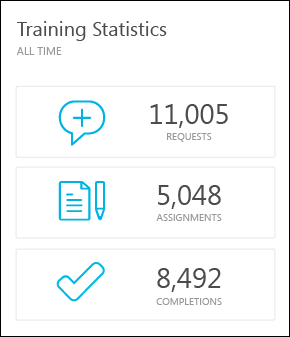 Training Statistics
ALL TIME
11,005
REQUESTS
5,048
ASSIGNMENTS
8,492
COMPLETIONS